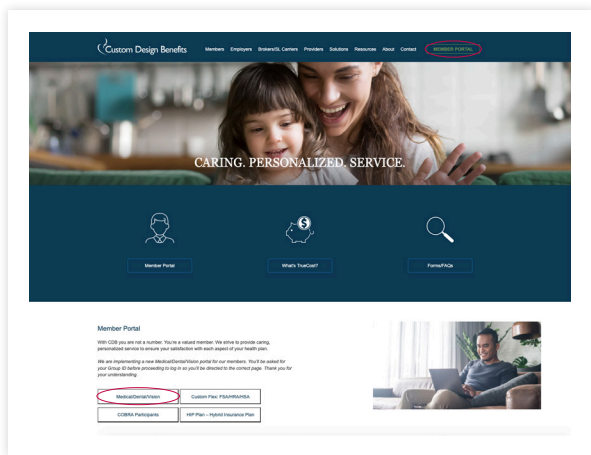 Custom Design Benefits
Members Employers Brokers/SL Carriers Providers Solutions Resources About Contact MEMBER PORTAL
CARING. PERSONALIZED. SERVICE.
Member Portal What's TrueCost? Forms/FAQs
Member Portal
With CDB you are not a number. You're a valued member. We strive to provide caring,
personalized service to ensure your satisfaction with each aspect of your health plan.
We are implementing a new Medical/Dental/Vision portal for our members. You'll be asked for
your Group ID before proceeding to log in so you'll be directed to the correct page. Thank you for
your understanding.
Medical/Dental/Vision Custom Flex: FSA/HRA/HSA
COBRA Participants HIP Plan – Hybrid Insurance Plan